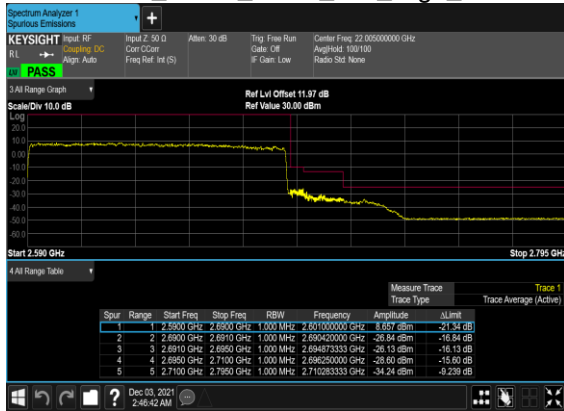 Spectrum Analyzer 1
Spurious Emissions
KEYSIGHT
RL
Input: RF
Coupling: DC
Align: Auto
Input Z: 50 Ω
Corr CCorr
Freq Ref: Int (S)
Atten: 30 dB
Trig: Free Run
Gate: Off
IF Gain: Low
Center Freq: 22.005000000 GHz
Avg|Hold: 100/100
Radio Std: None
PASS
3 All Range Graph
Scale/Div 10.0 dB
Ref Lvl Offset 11.97 dB
Ref Value 30.00 dBm
Log
20.0
10.0
0.00
-10.0
-20.0
-30.0
-40.0
-50.0
-60.0
Start 2.590 GHz
Stop 2.795 GHz
4 All Range Table
Measure Trace Trace 1
Trace Type Trace Average (Active)
Spur Range Start Freq Stop Freq RBW Frequency Amplitude ΔLimit
1 1 2.5900 GHz 2.6900 GHz 1.000 MHz 2.601000000 GHz 8.657 dBm -21.34 dB
2 2 2.6900 GHz 2.6910 GHz 1.000 MHz 2.690420000 GHz -26.84 dBm -16.84 dB
3 3 2.6910 GHz 2.6950 GHz 1.000 MHz 2.694873333 GHz -26.13 dBm -16.13 dB
4 4 2.6950 GHz 2.7100 GHz 1.000 MHz 2.696250000 GHz -28.60 dBm -15.60 dB
5 5 2.7100 GHz 2.7950 GHz 1.000 MHz 2.710283333 GHz -34.24 dBm -9.239 dB
?
Dec 03, 2021
2:46:42 AM